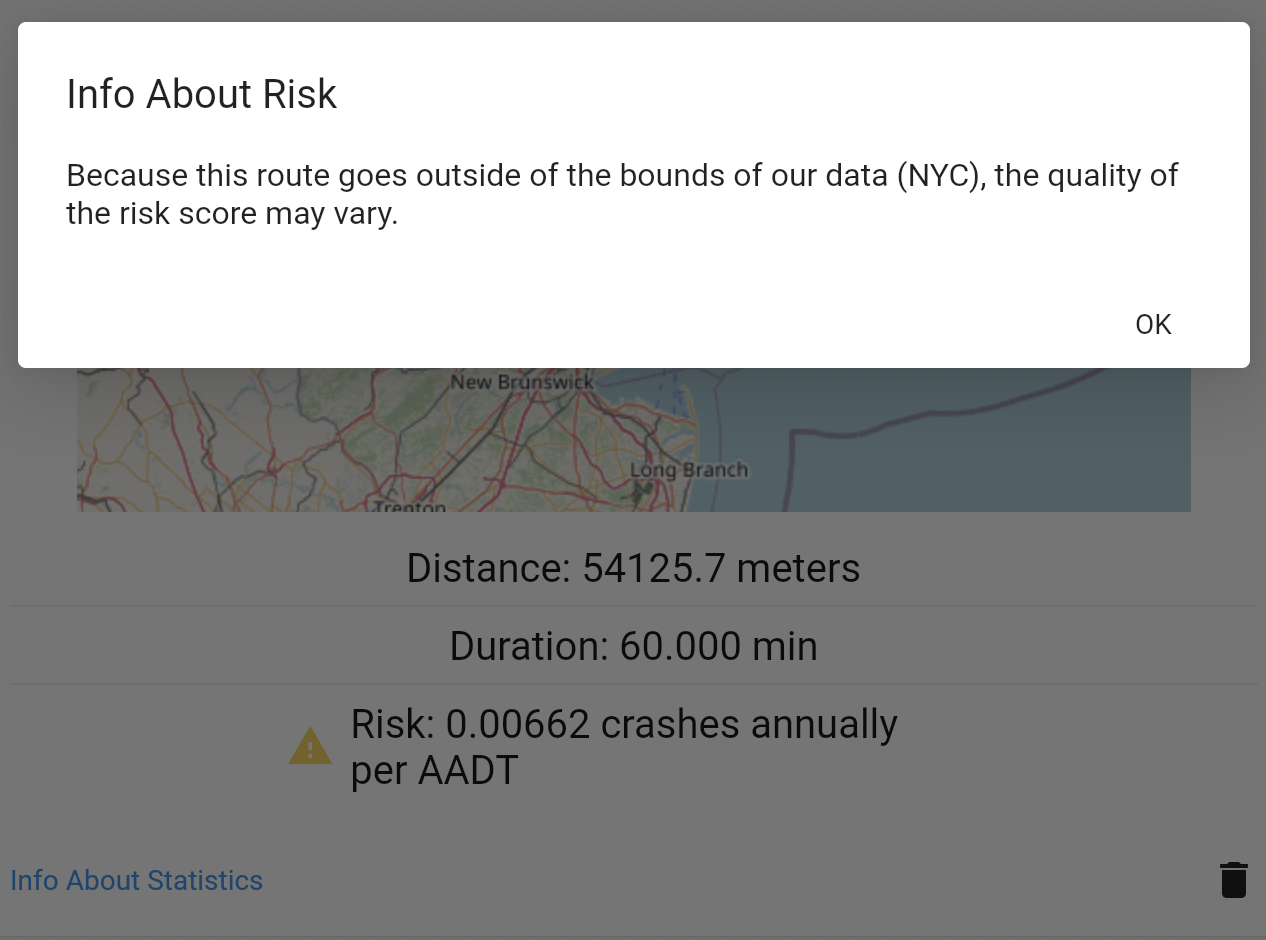 Info About Risk
Because this route goes outside of the bounds of our data (NYC), the quality of
the risk score may vary.
OK
New Brunswick
Long Branch
Trenton
Distance: 54125.7 meters
Duration: 60.000 min
Risk: 0.00662 crashes annually
per AADT
Info About Statistics